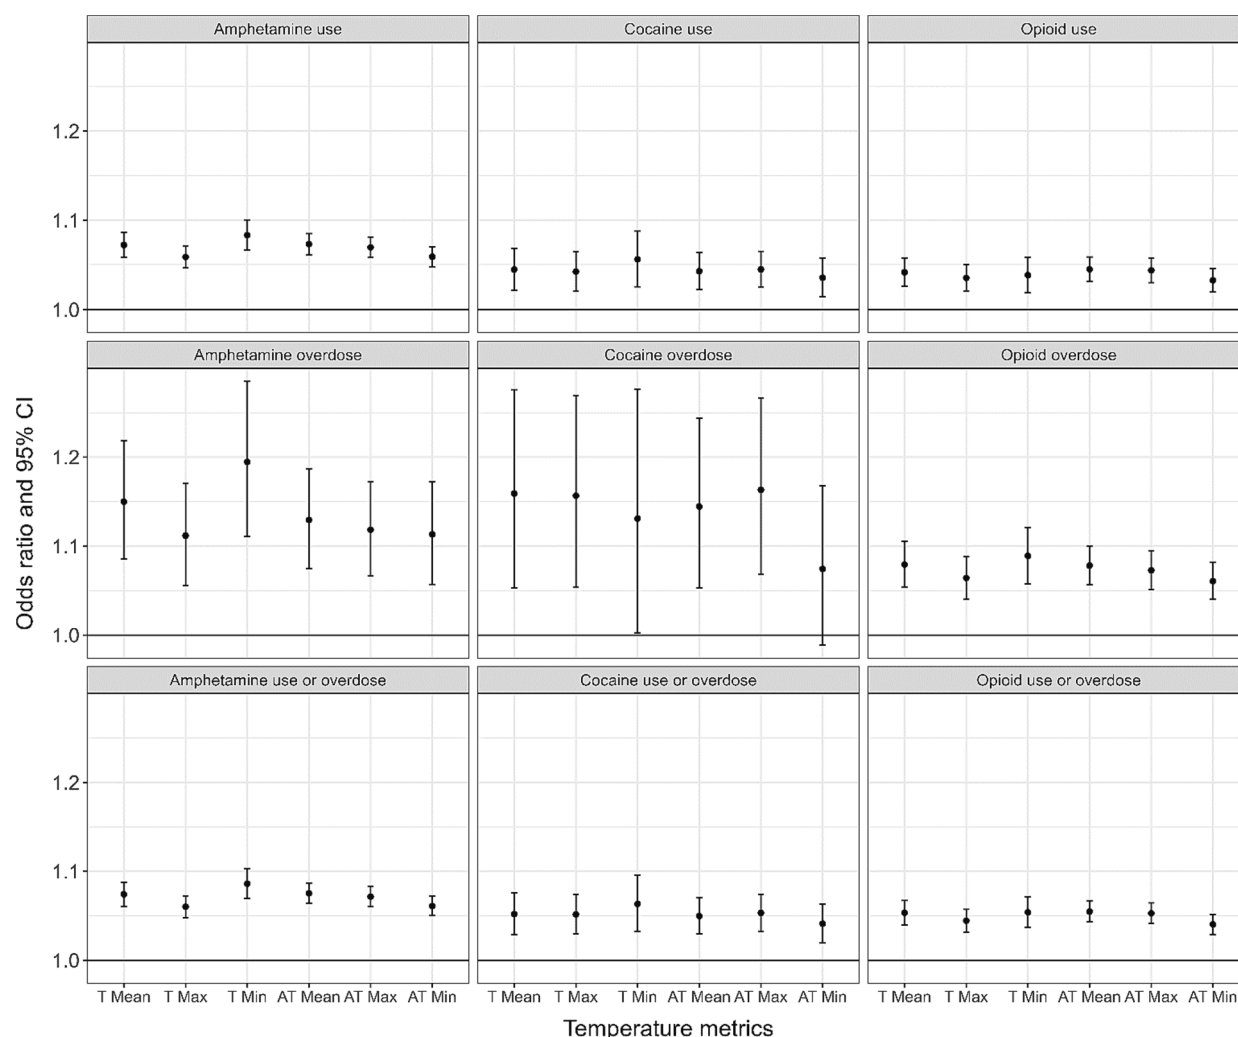 Amphetamine use Cocaine use Opioid use
1.2
1.1
1.0
Amphetamine overdose Cocaine overdose Opioid overdose
1.2
1.1
1.0
Amphetamine use or overdose Cocaine use or overdose Opioid use or overdose
1.2
1.1
1.0
Odds ratio and 95% CI
T Mean T Max T Min AT Mean AT Max AT Min T Mean T Max T Min AT Mean AT Max AT Min T Mean T Max T Min AT Mean AT Max AT Min
Temperature metrics